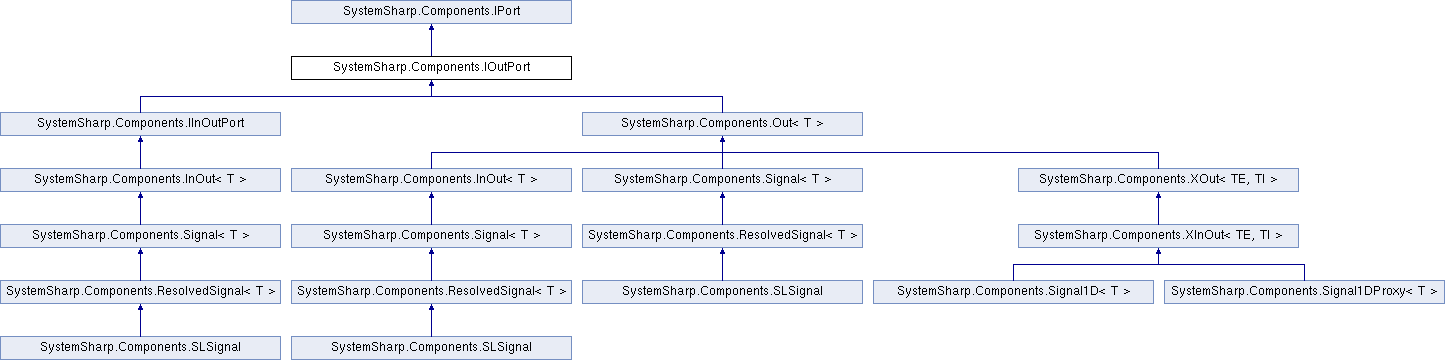 SystemSharp.Components.IPort
SystemSharp.Components.IOutPort
SystemSharp.Components.IInOutPort
SystemSharp.Components.Out< T >
SystemSharp.Components.InOut< T >
SystemSharp.Components.InOut< T >
SystemSharp.Components.Signal< T >
SystemSharp.Components.XOut< TE, TI >
SystemSharp.Components.Signal< T >
SystemSharp.Components.Signal< T >
SystemSharp.Components.ResolvedSignal< T >
SystemSharp.Components.XInOut< TE, TI >
SystemSharp.Components.ResolvedSignal< T >
SystemSharp.Components.ResolvedSignal< T >
SystemSharp.Components.SLSignal
SystemSharp.Components.Signal1D< T >
SystemSharp.Components.Signal1DProxy< T >
SystemSharp.Components.SLSignal
SystemSharp.Components.SLSignal